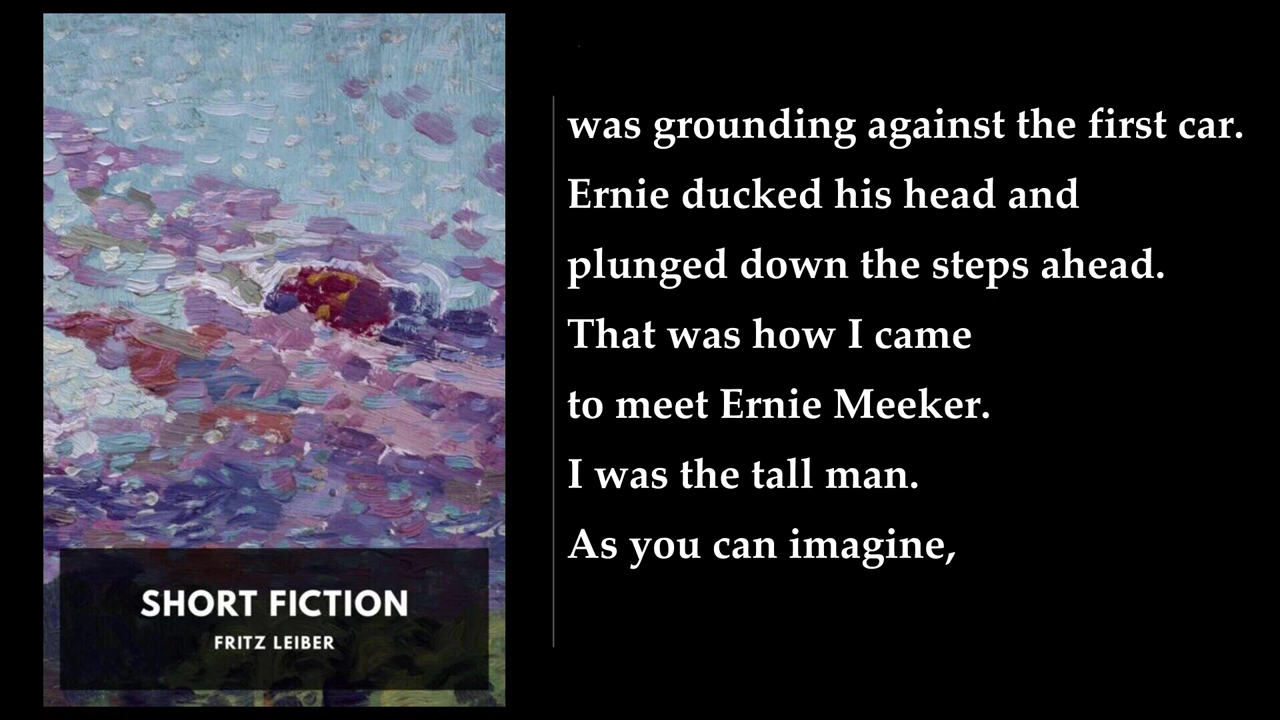 SHORT FICTION
FRITZ LEIBER
was grounding against the first car.
Ernie ducked his head and
plunged down the steps ahead.
That was how I came
to meet Ernie Meeker.
I was the tall man.
As you can imagine,